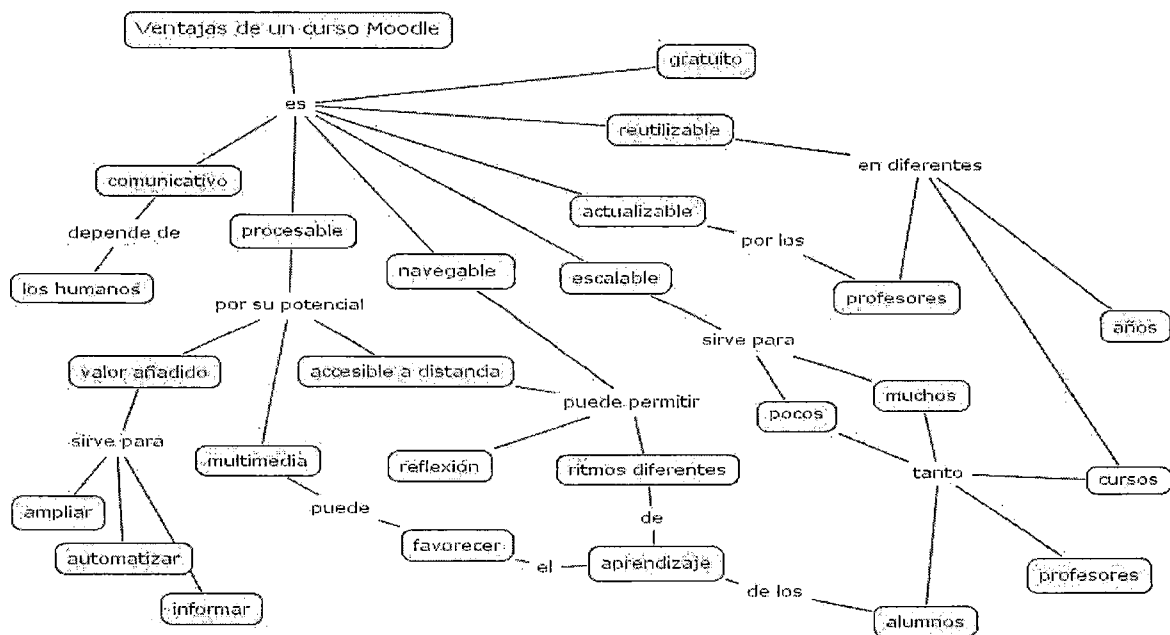 Ventajas de un curso Moodle
gratuito
es
reutilizable
en diferentes
comunicativo
actualizable
depende de
procesable
por los
navegable
escalable
los humanos
profesores
por su potencial
años
sirve para
valor añadido
accesible a distancia
muchos
puede permitir
pocos
sirve para
multimedia
reflexión
ritmos diferentes
tanto
cursos
ampliar
puede
de
favorecer
automatizar
el
aprendizaje
profesores
de los
informar
alumnos